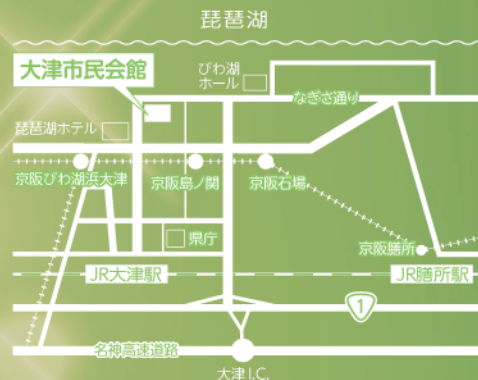 琵琶湖
大津市民会館
びわ湖
ホール
なぎさ通り
琵琶湖ホテル
京阪びわ湖浜大津
京阪島ノ関
京阪石場
県庁
京阪膳所
JR大津駅
JR膳所駅
1
名神高速道路
大津I.C.